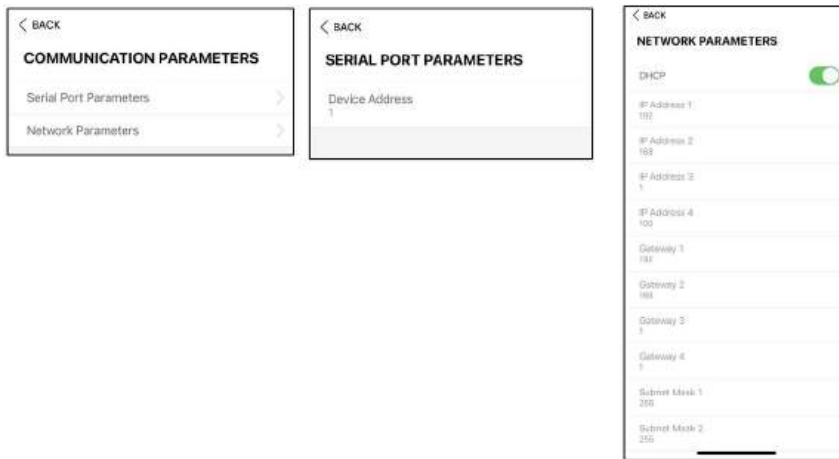 BACK
COMMUNICATION PARAMETERS
Serial Port Parameters
Network Parameters
BACK
SERIAL PORT PARAMETERS
Device Address
1
BACK
NETWORK PARAMETERS
DHCP
IP Address 1
192
IP Address 2
168
IP Address 3
1
IP Address 4
100
Gateway 1
192
Gateway 2
168
Gateway 3
1
Gateway 4
1
Subnet Mask 1
255
Subnet Mask 2
255